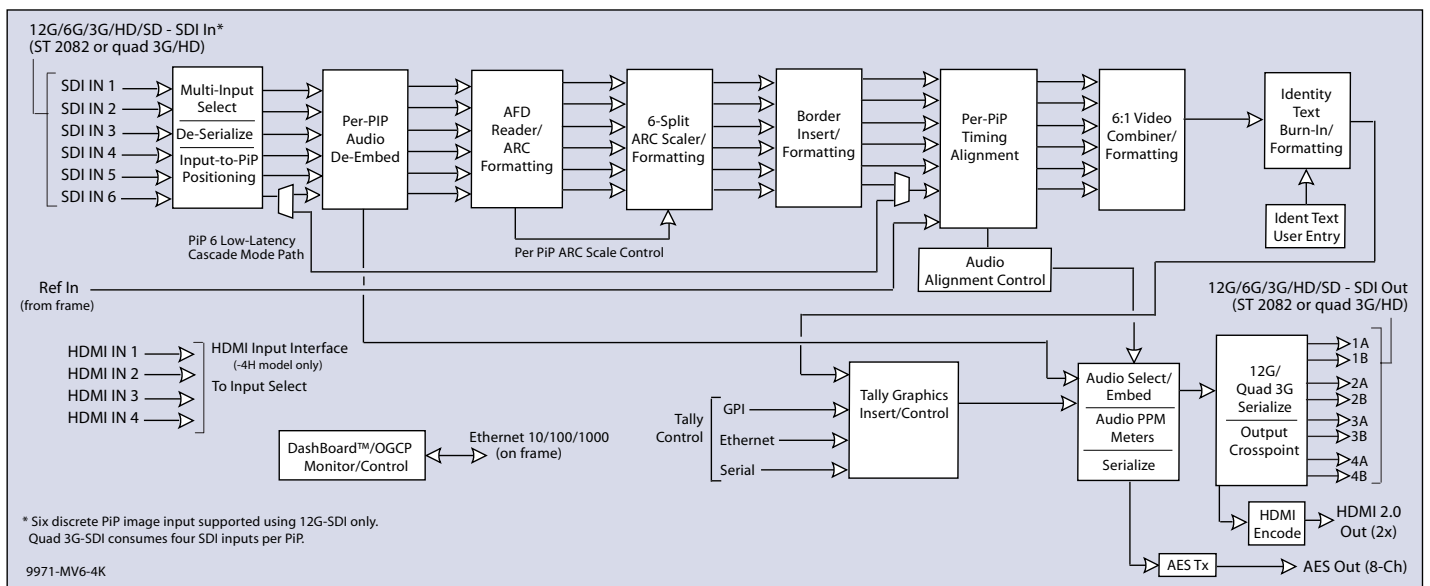 12G/6G/3G/HD/SD - SDI In*
(ST 2082 or quad 3G/HD)
SDI IN 1
SDI IN 2
SDI IN 3
SDI IN 4
SDI IN 5
SDI IN 6
Multi-Input
Select
De-Serialize
Input-to-PiP
Positioning
Per-PIP
Audio
De-Embed
AFD
Reader/
ARC
Formatting
6-Split
ARC Scaler/
Formatting
Border
Insert/
Formatting
Per-PiP
Timing
Alignment
6:1 Video
Combiner/
Formatting
Identity
Text
Burn-In/
Formatting
Ident Text
User Entry
PiP 6 Low-Latency
Cascade Mode Path
Per PiP ARC Scale Control
Audio
Alignment Control
Ref In
(from frame)
12G/6G/3G/HD/SD - SDI Out
(ST 2082 or quad 3G/HD)
HDMI IN 1
HDMI IN 2
HDMI IN 3
HDMI IN 4
HDMI Input Interface
(-4H model only)
To Input Select
DashBoard™/OGCP
Monitor/Control
Ethernet 10/100/1000
(on frame)
Tally
Control
GPI
Ethernet
Serial
Tally Graphics
Insert/Control
Audio Select/
Embed
Audio PPM
Meters
Serialize
12G/
Quad 3G
Serialize
Output
Crosspoint
1A
1B
2A
2B
3A
3B
4A
4B
HDMI
Encode
HDMI 2.0
Out (2x)
AES Tx
AES Out (8-Ch)
* Six discrete PiP image input supported using 12G-SDI only.
Quad 3G-SDI consumes four SDI inputs per PiP.
9971-MV6-4K